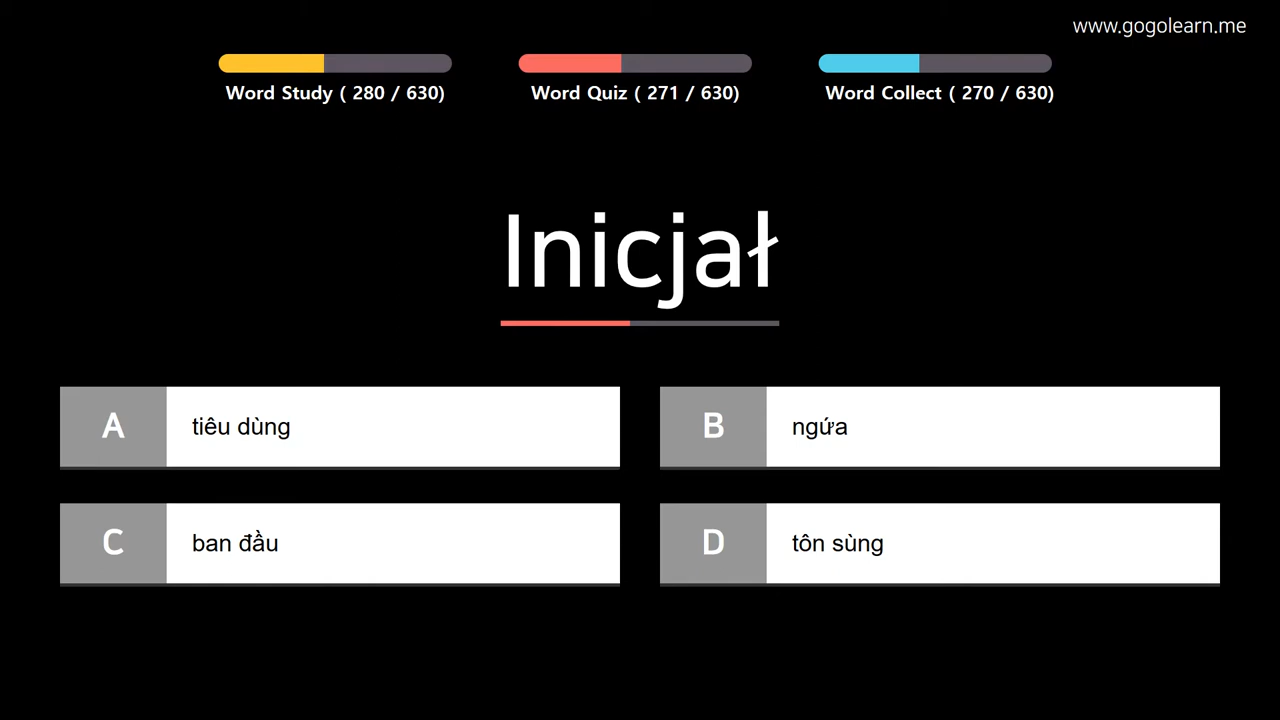 www.gogolearn.me
Word Study ( 280 / 630)
Word Quiz ( 271 / 630)
Word Collect ( 270 / 630)
Inicjał
A
tiêu dùng
B
ngứa
C
ban đầu
D
tôn sùng